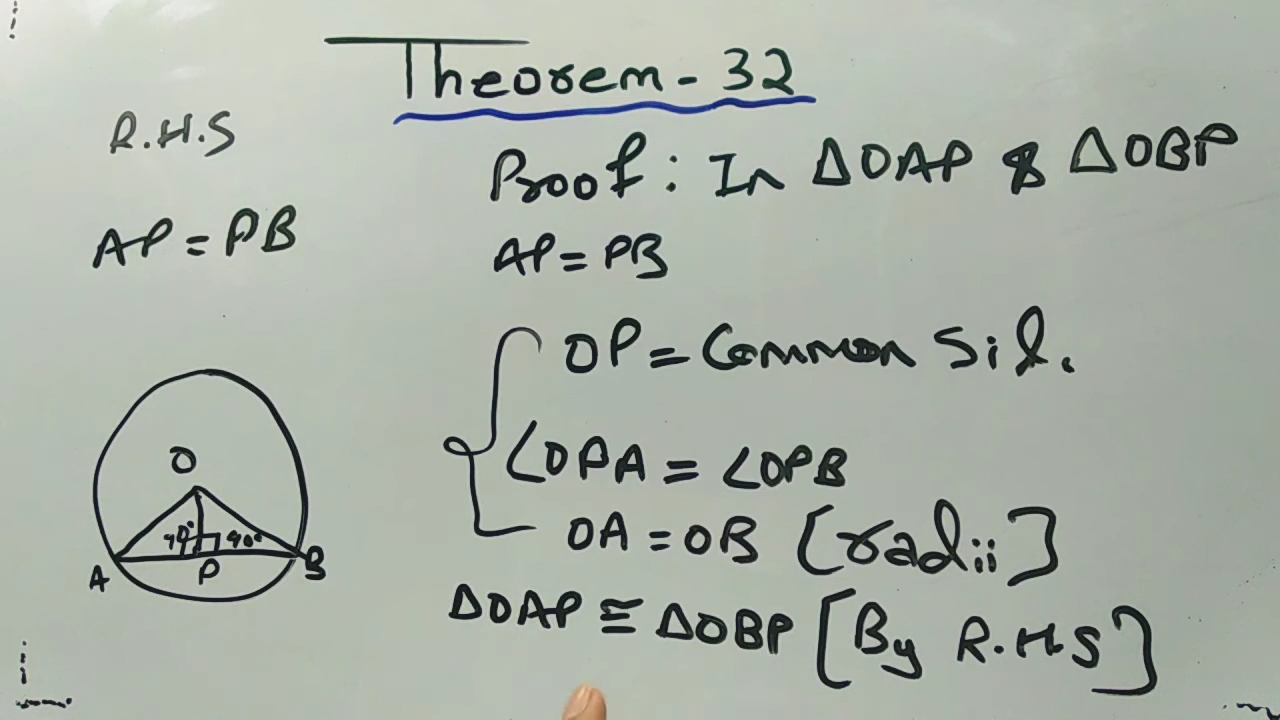 Theorem - 32
R.H.S
AP = PB
Proof : In ΔOAP & ΔOBP
AP = PB
OP = Common Sid.
∠OPA = ∠OPB
OA = OB [radii]
ΔOAP ≅ ΔOBP [By R.H.S]
O
90° 90°
A P B